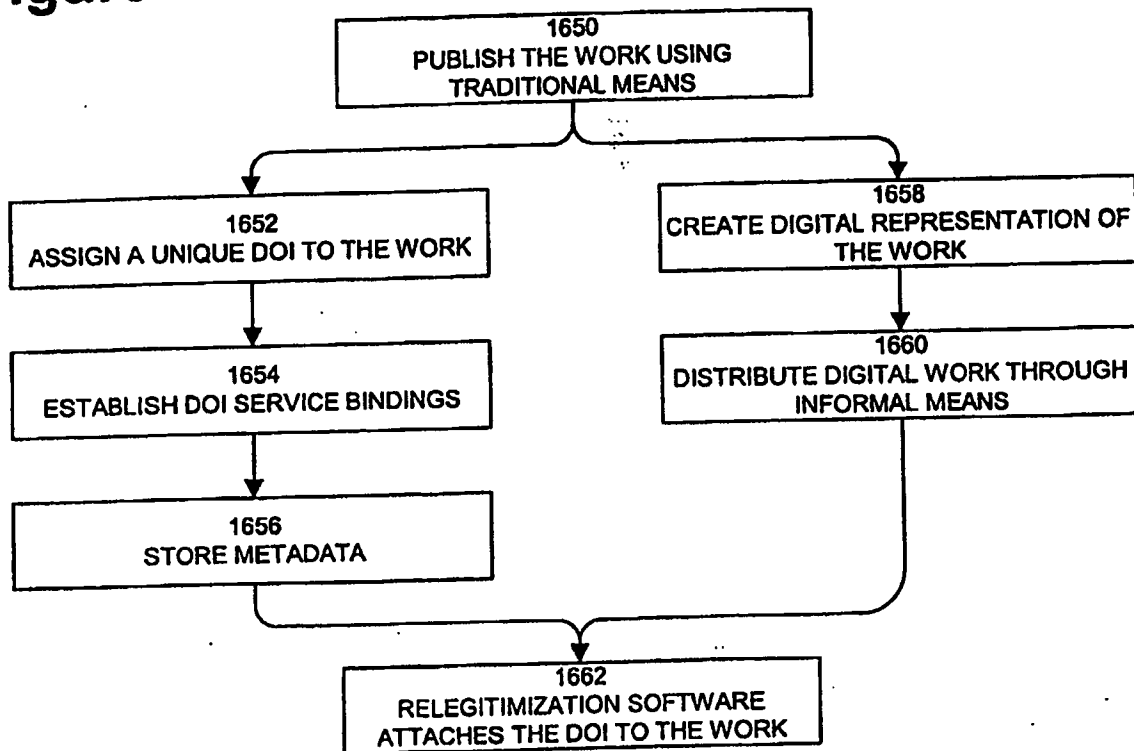 1650
PUBLISH THE WORK USING
TRADITIONAL MEANS
1652
ASSIGN A UNIQUE DOI TO THE WORK
1654
ESTABLISH DOI SERVICE BINDINGS
1656
STORE METADATA
1658
CREATE DIGITAL REPRESENTATION OF
THE WORK
1660
DISTRIBUTE DIGITAL WORK THROUGH
INFORMAL MEANS
1662
RELEGITIMIZATION SOFTWARE
ATTACHES THE DOI TO THE WORK